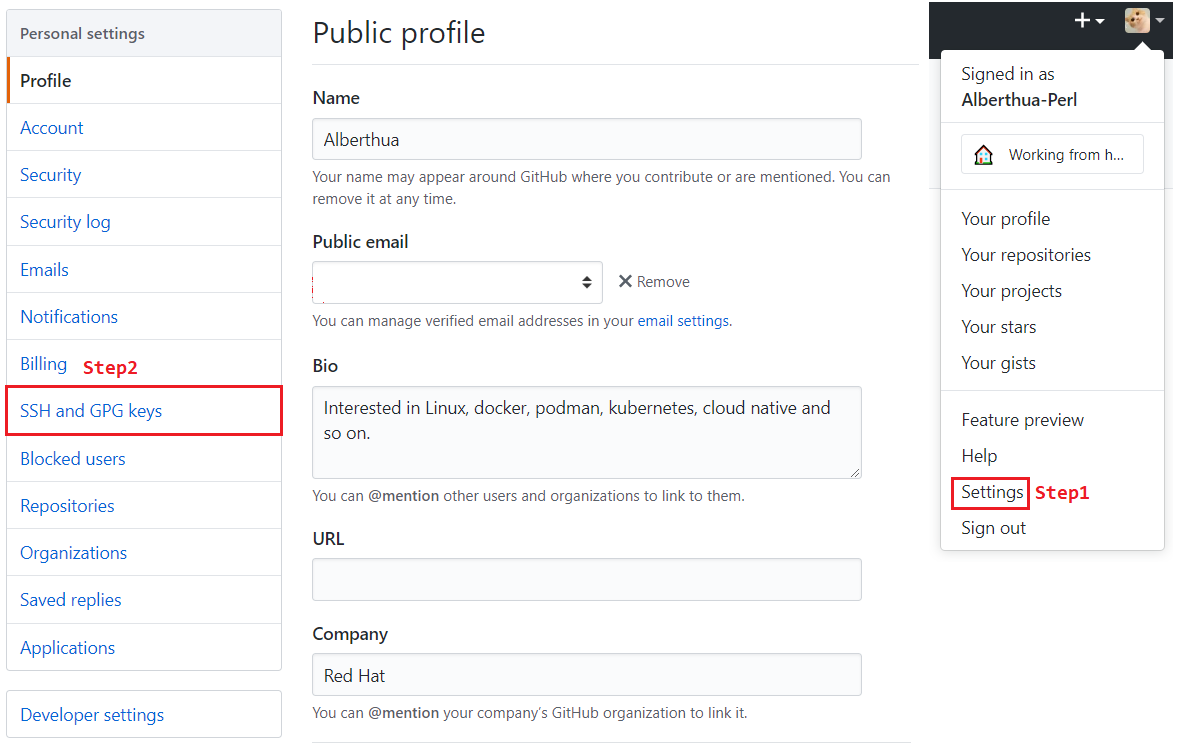 Personal settings
Profile
Account
Security
Security log
Emails
Notifications
Billing
Step2
SSH and GPG keys
Blocked users
Repositories
Organizations
Saved replies
Applications
Developer settings
Public profile
Name
Alberthua
Your name may appear around GitHub where you contribute or are mentioned. You can
remove it at any time.
Public email
Remove
You can manage verified email addresses in your email settings.
Bio
Interested in Linux, docker, podman, kubernetes, cloud native and
so on.
You can @mention other users and organizations to link to them.
URL
Company
Red Hat
You can @mention your company's GitHub organization to link it.
Signed in as
Alberthua-Perl
Working from h...
Your profile
Your repositories
Your projects
Your stars
Your gists
Feature preview
Help
Settings
Step1
Sign out